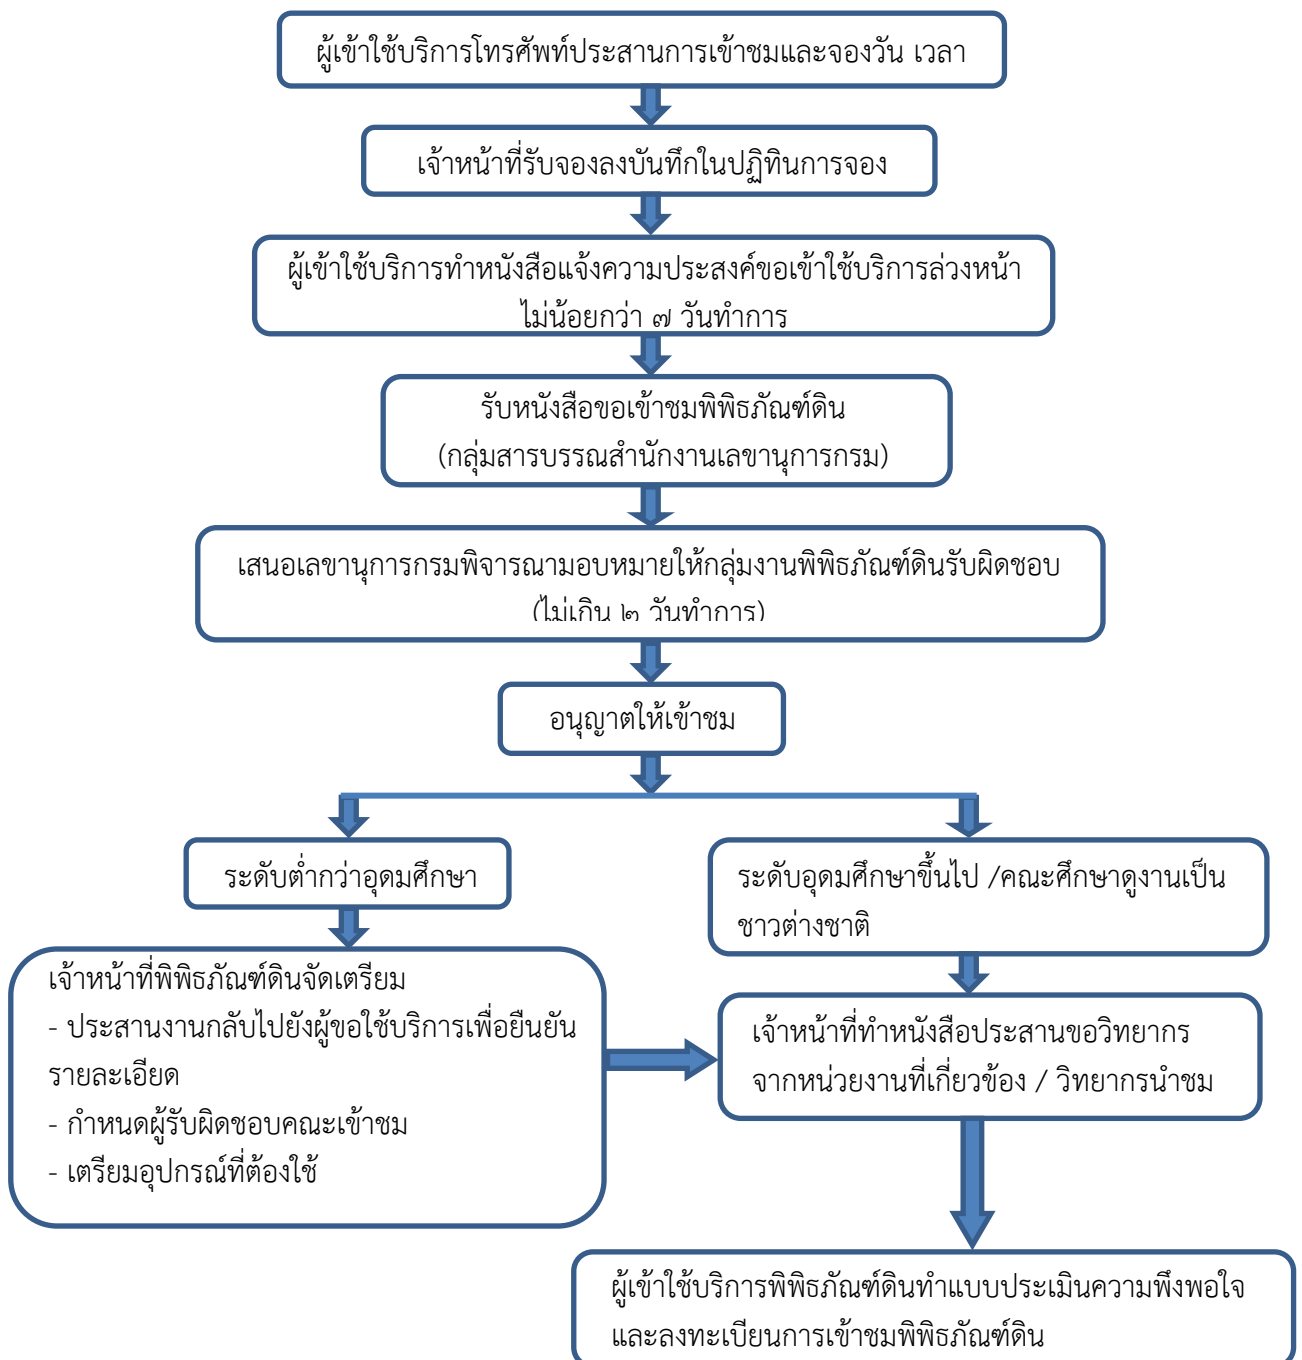 ผู้เข้าใช้บริการโทรศัพท์ประสานการเข้าชมและจองวัน เวลา
เจ้าหน้าที่รับจองลงบันทึกในปฏิทินการจอง
ผู้เข้าใช้บริการทำหนังสือแจ้งความประสงค์ขอเข้าใช้บริการล่วงหน้า
ไม่น้อยกว่า ๗ วันทำการ
รับหนังสือขอเข้าชมพิพิธภัณฑ์ดิน
(กลุ่มสารบรรณสำนักงานเลขานุการกรม)
เสนอเลขานุการกรมพิจารณามอบหมายให้กลุ่มงานพิพิธภัณฑ์ดินรับผิดชอบ
(ไม่เกิน ๒ วันทำการ)
อนุญาตให้เข้าชม
ระดับต่ำกว่าอุดมศึกษา
ระดับอุดมศึกษาขึ้นไป /คณะศึกษาดูงานเป็น
ชาวต่างชาติ
เจ้าหน้าที่พิพิธภัณฑ์ดินจัดเตรียม
- ประสานงานกลับไปยังผู้ขอใช้บริการเพื่อยืนยัน
รายละเอียด
- กำหนดผู้รับผิดชอบคณะเข้าชม
- เตรียมอุปกรณ์ที่ต้องใช้
เจ้าหน้าที่ทำหนังสือประสานขอวิทยากร
จากหน่วยงานที่เกี่ยวข้อง / วิทยากรนำชม
ผู้เข้าใช้บริการพิพิธภัณฑ์ดินทำแบบประเมินความพึงพอใจ
และลงทะเบียนการเข้าชมพิพิธภัณฑ์ดิน